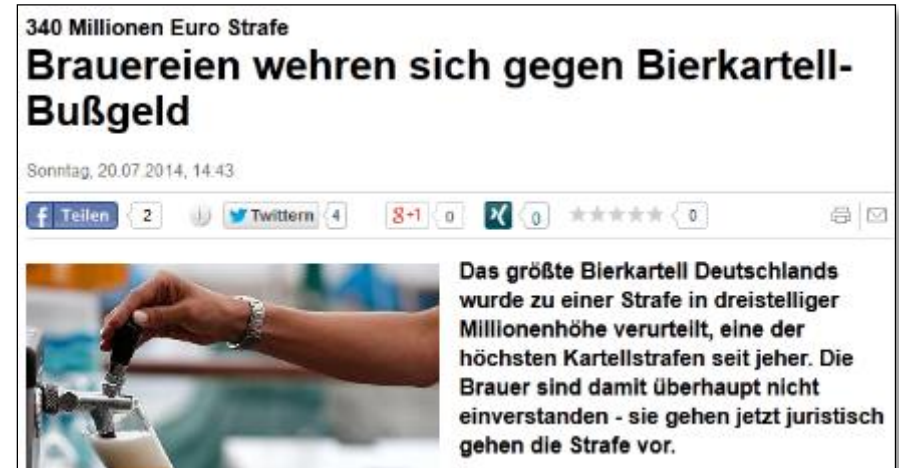 340 Millionen Euro Strafe
Brauereien wehren sich gegen Bierkartell-
Bußgeld
Sonntag, 20.07.2014, 14:43
f Teilen 2 Twittern 4 g+1 0 0 0
Das größte Bierkartell Deutschlands
wurde zu einer Strafe in dreistelliger
Millionenhöhe verurteilt, eine der
höchsten Kartellstrafen seit jeher. Die
Brauer sind damit überhaupt nicht
einverstanden - sie gehen jetzt juristisch
gehen die Strafe vor.